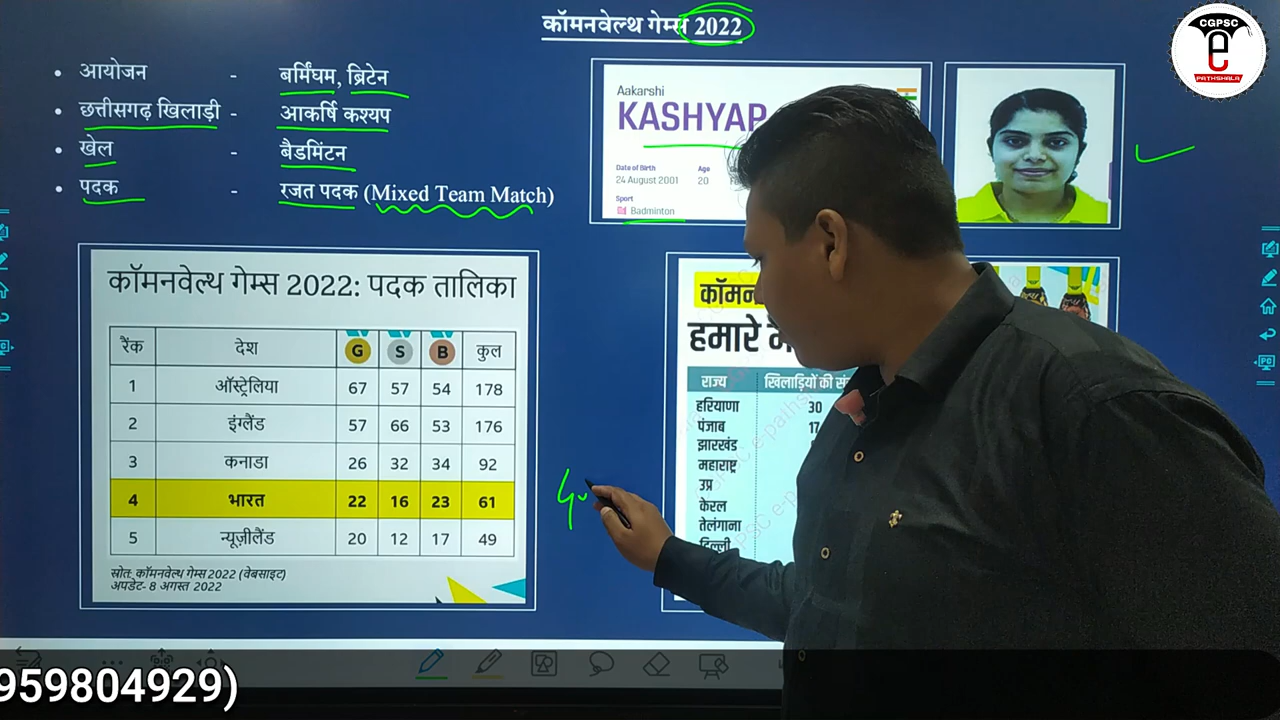 कॉमनवेल्थ गेम्स 2022
CGPSC
e
PATHSHALA
• आयोजन - बर्मिंघम, ब्रिटेन
• छत्तीसगढ़ खिलाड़ी - आकर्षि कश्यप
• खेल - बैडमिंटन
• पदक - रजत पदक (Mixed Team Match)
Aakarshi
KASHYAP
Date of Birth Age
24 August 2001 20
Sport
Badminton
कॉमनवेल्थ गेम्स 2022: पदक तालिका
रैंक देश G S B कुल
1 ऑस्ट्रेलिया 67 57 54 178
2 इंग्लैंड 57 66 53 176
3 कनाडा 26 32 34 92
4 भारत 22 16 23 61
5 न्यूज़ीलैंड 20 12 17 49
स्रोत: कॉमनवेल्थ गेम्स 2022 (वेबसाइट)
अपडेट- 8 अगस्त 2022
हमारे
राज्य खिलाड़ियों की
हरियाणा 30
पंजाब 17
झारखंड
महाराष्ट्र
उप्र
केरल
तेलंगाना
दिल्ली
959804929)